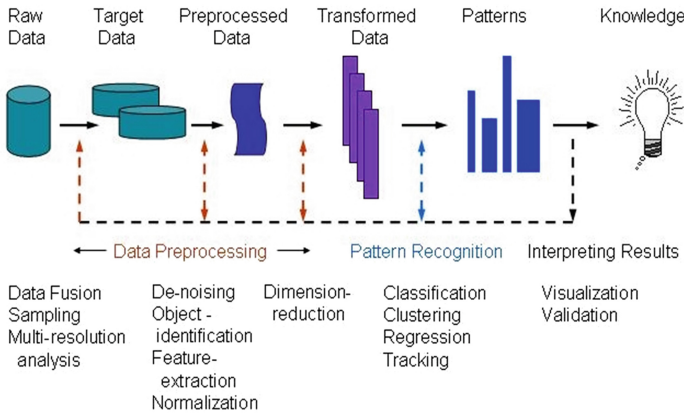 Raw
Data
Target
Data
Preprocessed
Data
Transformed
Data
Patterns
Knowledge
Data Preprocessing
Pattern Recognition
Interpreting Results
Data Fusion
Sampling
Multi-resolution
analysis
De-noising
Object -
identification
Feature-
extraction
Normalization
Dimension-
reduction
Classification
Clustering
Regression
Tracking
Visualization
Validation